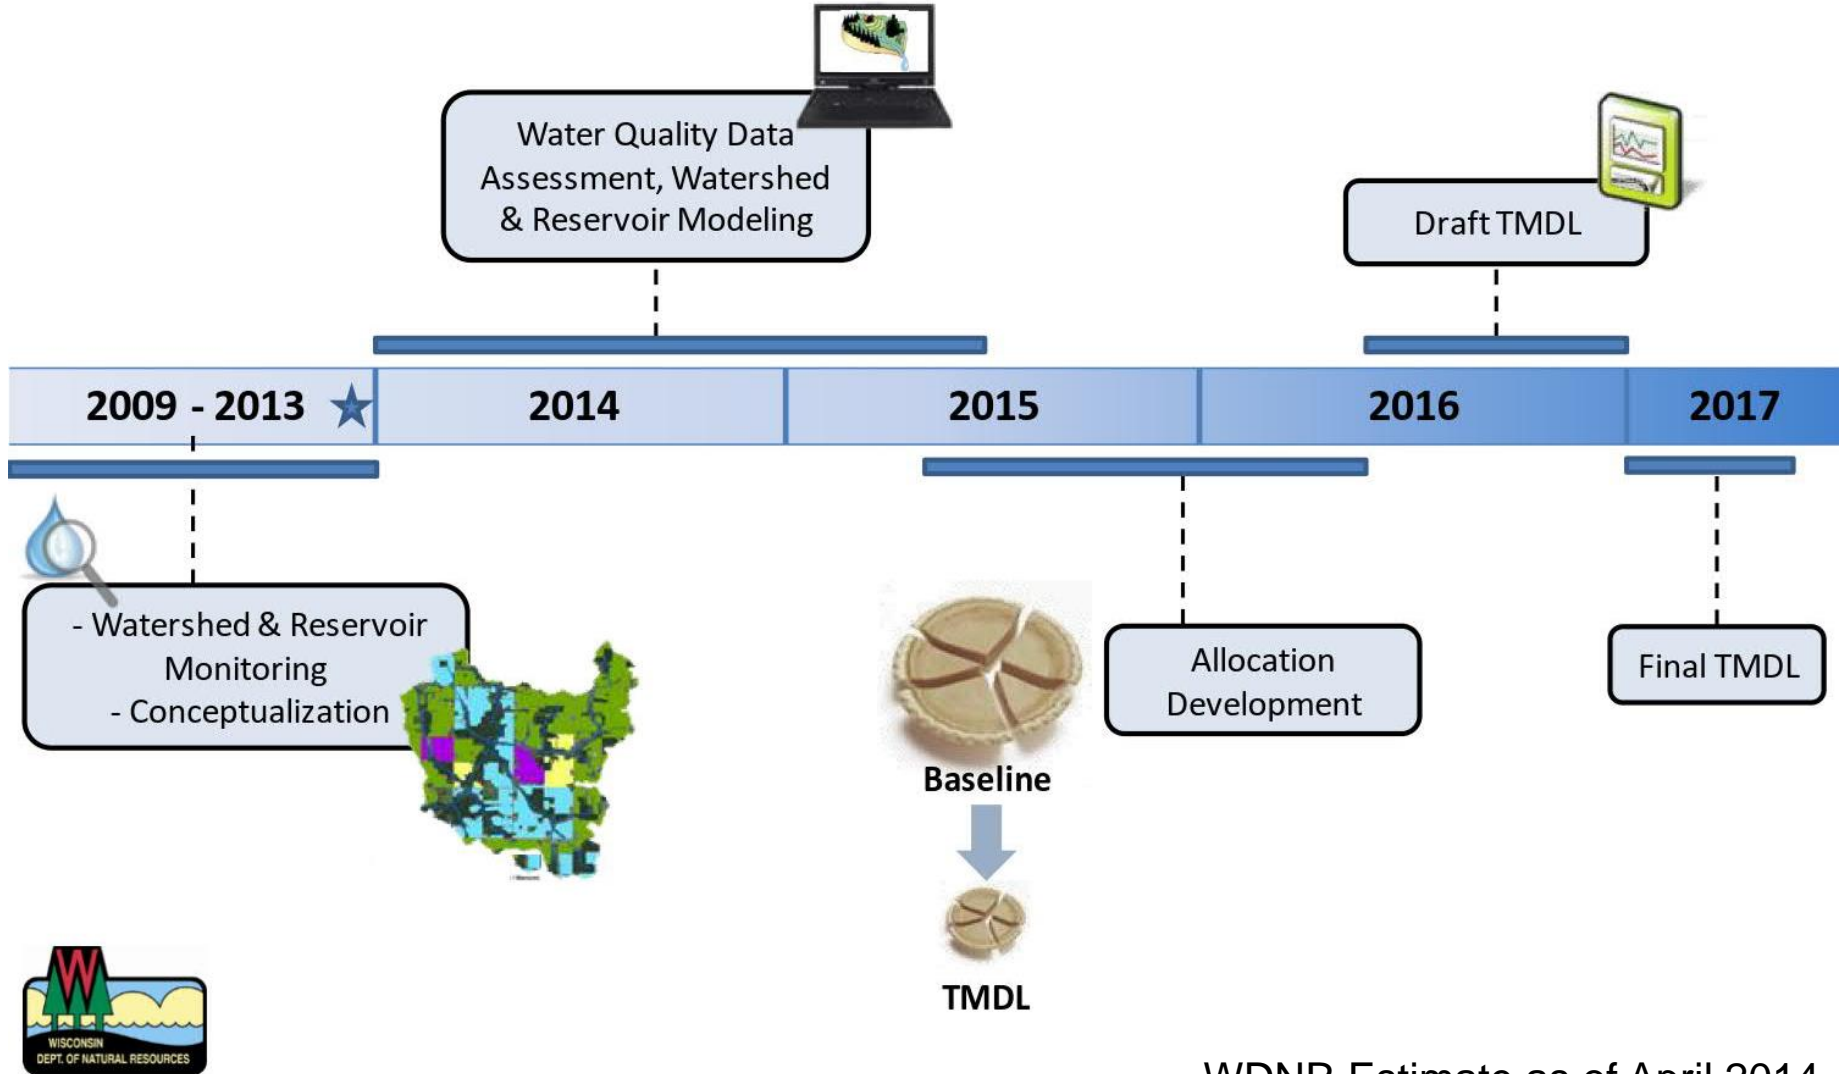 Water Quality Data
Assessment, Watershed
& Reservoir Modeling
Draft TMDL
2009 - 2013
2014
2015
2016
2017
- Watershed & Reservoir
Monitoring
- Conceptualization
Allocation
Development
Final TMDL
Baseline
TMDL
W
WISCONSIN
DEPT. OF NATURAL RESOURCES
WDNR Estimate as of April 2014